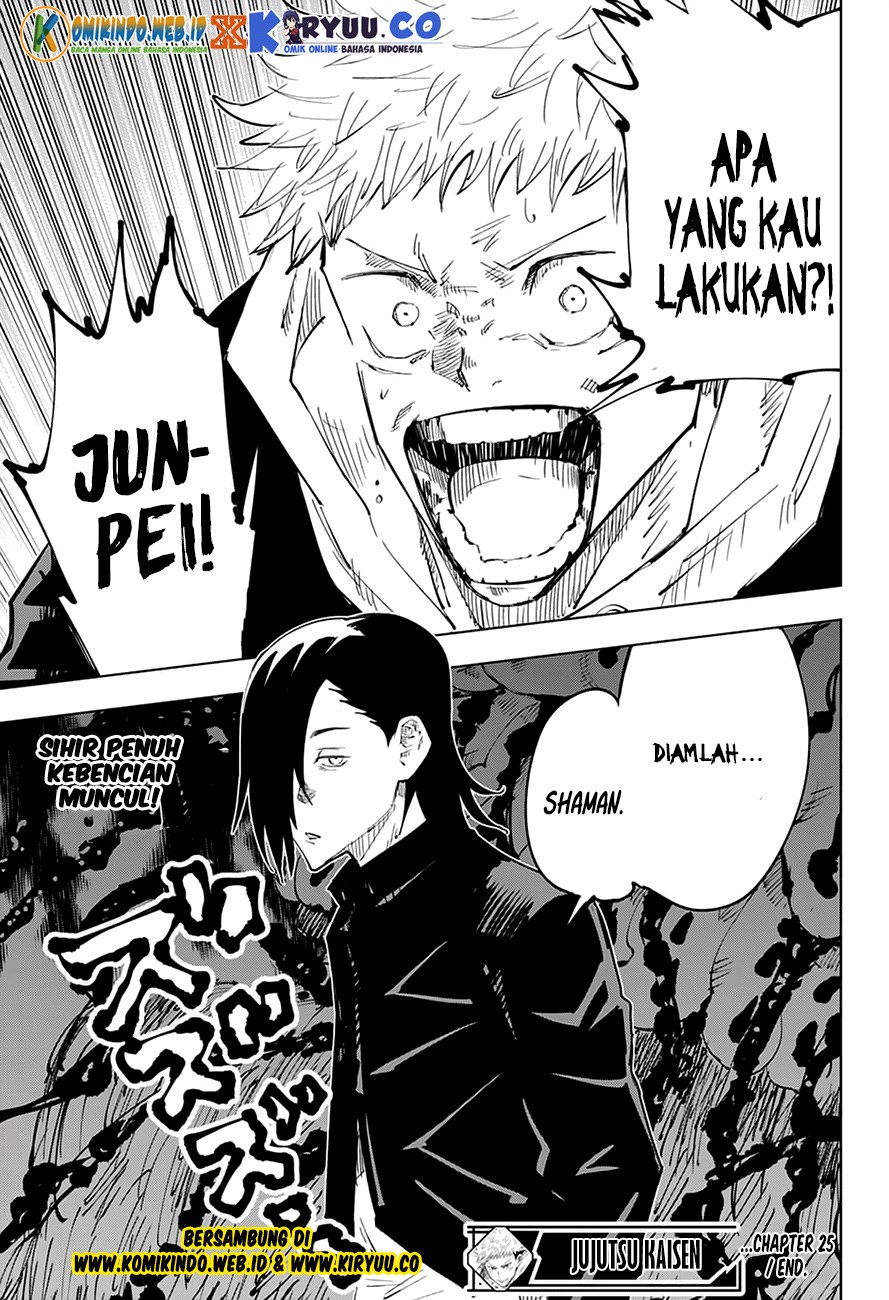 KOMIKINDO.WEB.ID X KIRYUU.CO
BACA MANGA ONLINE BAHASA INDONESIA
KOMIK ONLINE BAHASA INDONESIA
APA
YANG KAU
LAKUKAN?!
JUN-
PEI!
DIAMLAH...
SHAMAN.
SIHIR PENUH
KEBENCIAN
MUNCUL!
BERSAMBUNG DI
WWW.KOMIKINDO.WEB.ID & WWW.KIRYUU.CO
JUJUTSU KAISEN
...CHAPTER 25
/ END.